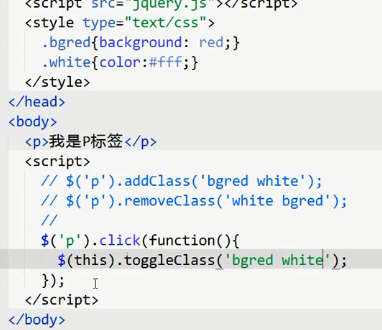 <script src="jquery.js"></script>
<style type="text/css">
.bgred{background: red;}
.white{color:#fff;}
</style>
</head>
<body>
<p>我是P标签</p>
<script>
// $('p').addClass('bgred white');
// $('p').removeClass('white bgred');
//
$('p').click(function(){
$(this).toggleClass('bgred white');
});
</script>
</body>